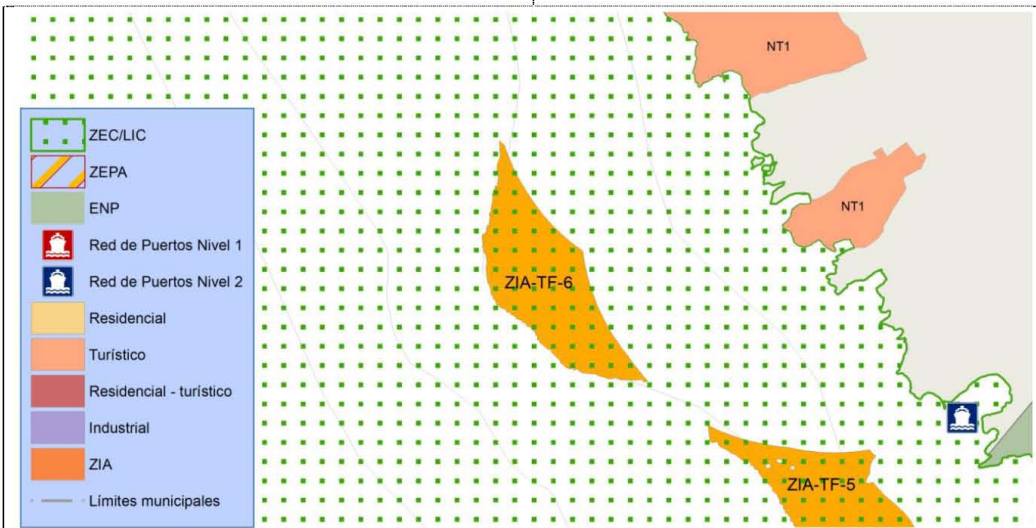 NT1
NT1
ZIA-TF-6
ZIA-TF-5
ZEC/LIC
ZEPA
ENP
Red de Puertos Nivel 1
Red de Puertos Nivel 2
Residencial
Turístico
Residencial - turístico
Industrial
ZIA
Límites municipales